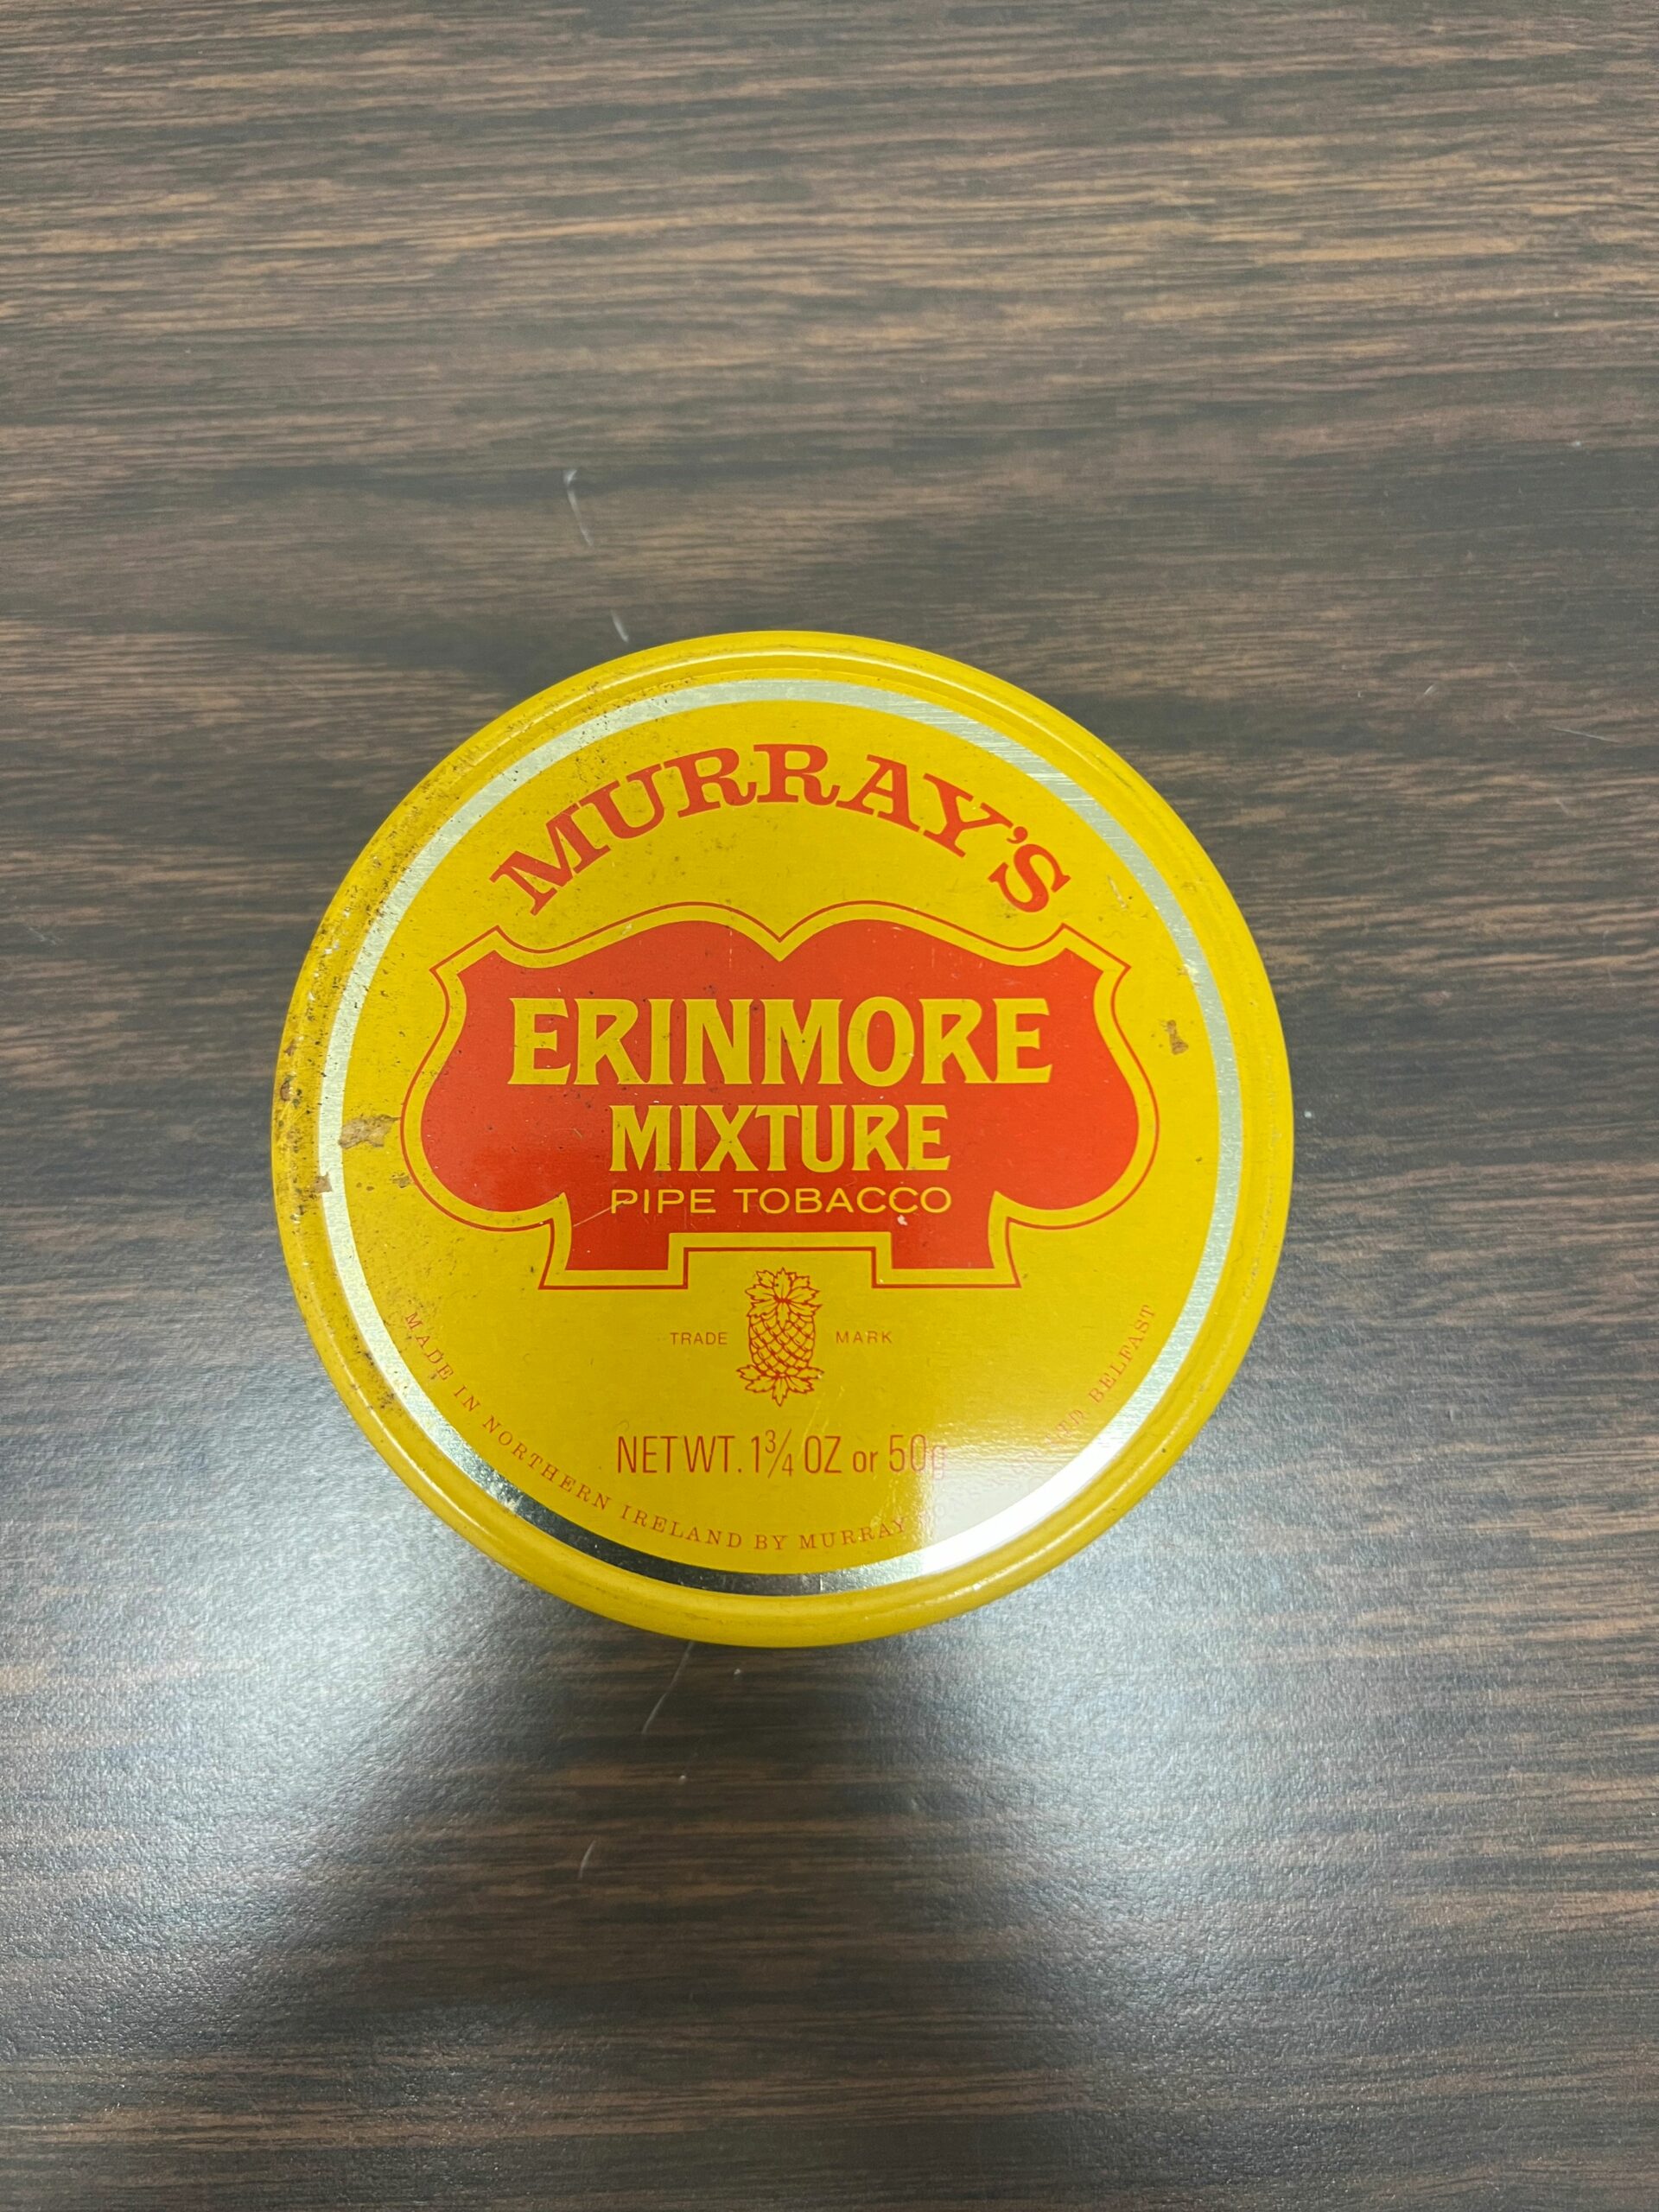 MURRAY'S
ERINMORE
MIXTURE
PIPE TOBACCO
TRADE MARK
NET WT. 1¾ OZ or 50g
MADE IN NORTHERN IRELAND BY MURRAY BELFAST